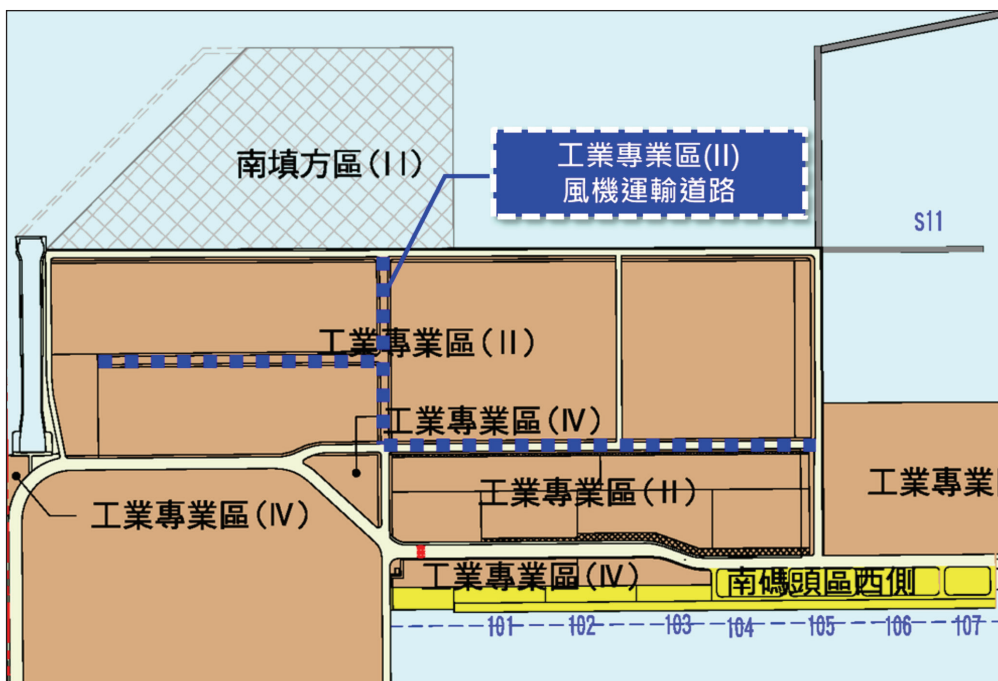 南填方區(II)
工業專業區(II)
風機運輸道路
S11
工業專業區(II)
工業專業區(IV)
工業專業區(II)
工業專業
工業專業區(IV)
工業專業區(IV)
南碼頭區西側
101
102
103
104
105
106
107